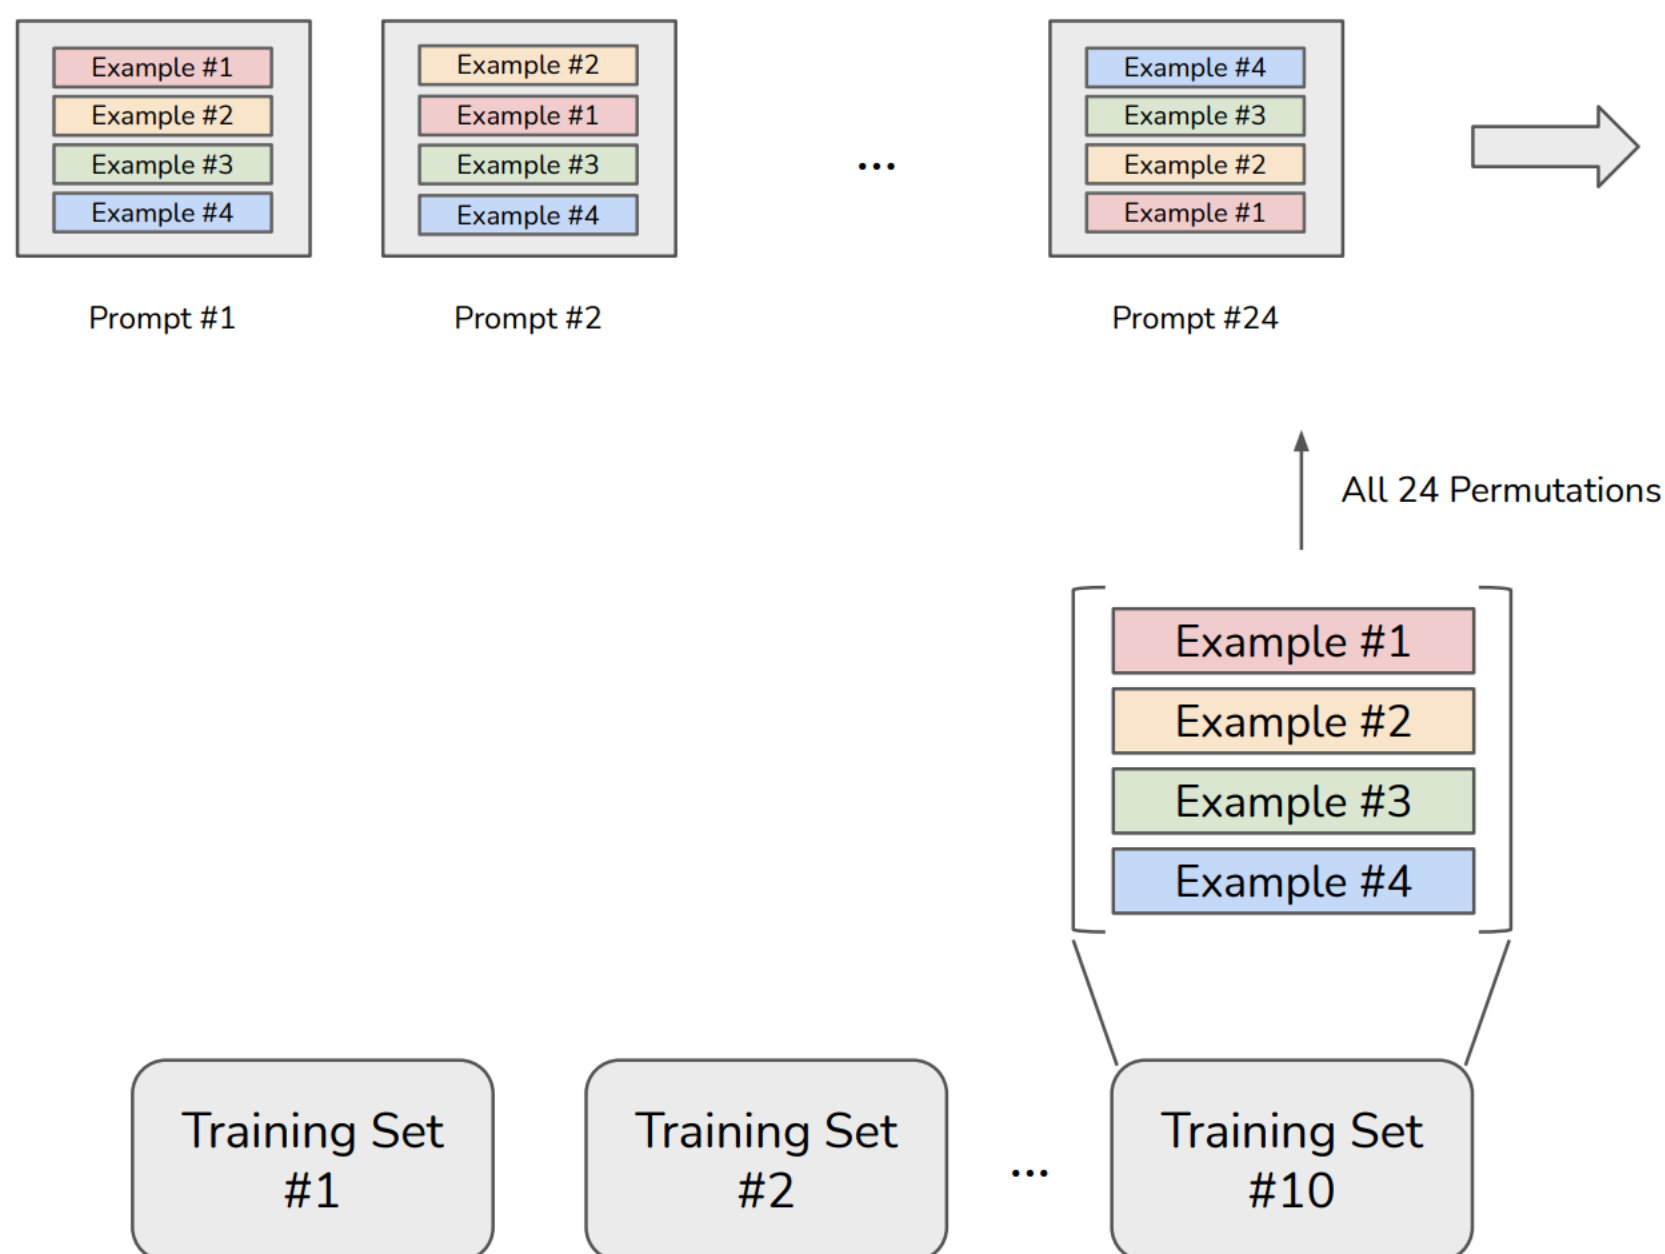 Example #1
Example #2
Example #3
Example #4
Prompt #1
Example #2
Example #1
Example #3
Example #4
Prompt #2
...
Example #4
Example #3
Example #2
Example #1
Prompt #24
All 24 Permutations
Example #1
Example #2
Example #3
Example #4
Training Set
#1
Training Set
#2
...
Training Set
#10